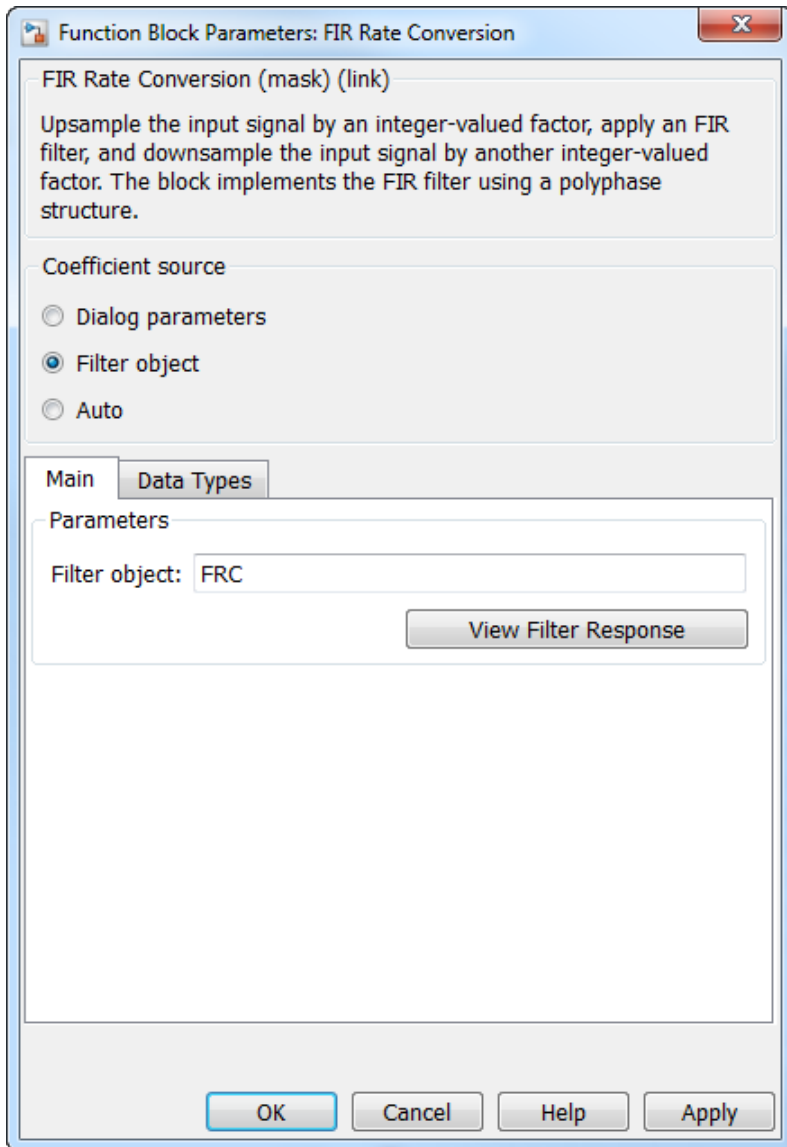 Function Block Parameters: FIR Rate Conversion
FIR Rate Conversion (mask) (link)
Upsample the input signal by an integer-valued factor, apply an FIR
filter, and downsample the input signal by another integer-valued
factor. The block implements the FIR filter using a polyphase
structure.
Coefficient source
Dialog parameters
Filter object
Auto
Main Data Types
Parameters
Filter object: FRC
View Filter Response
OK Cancel Help Apply